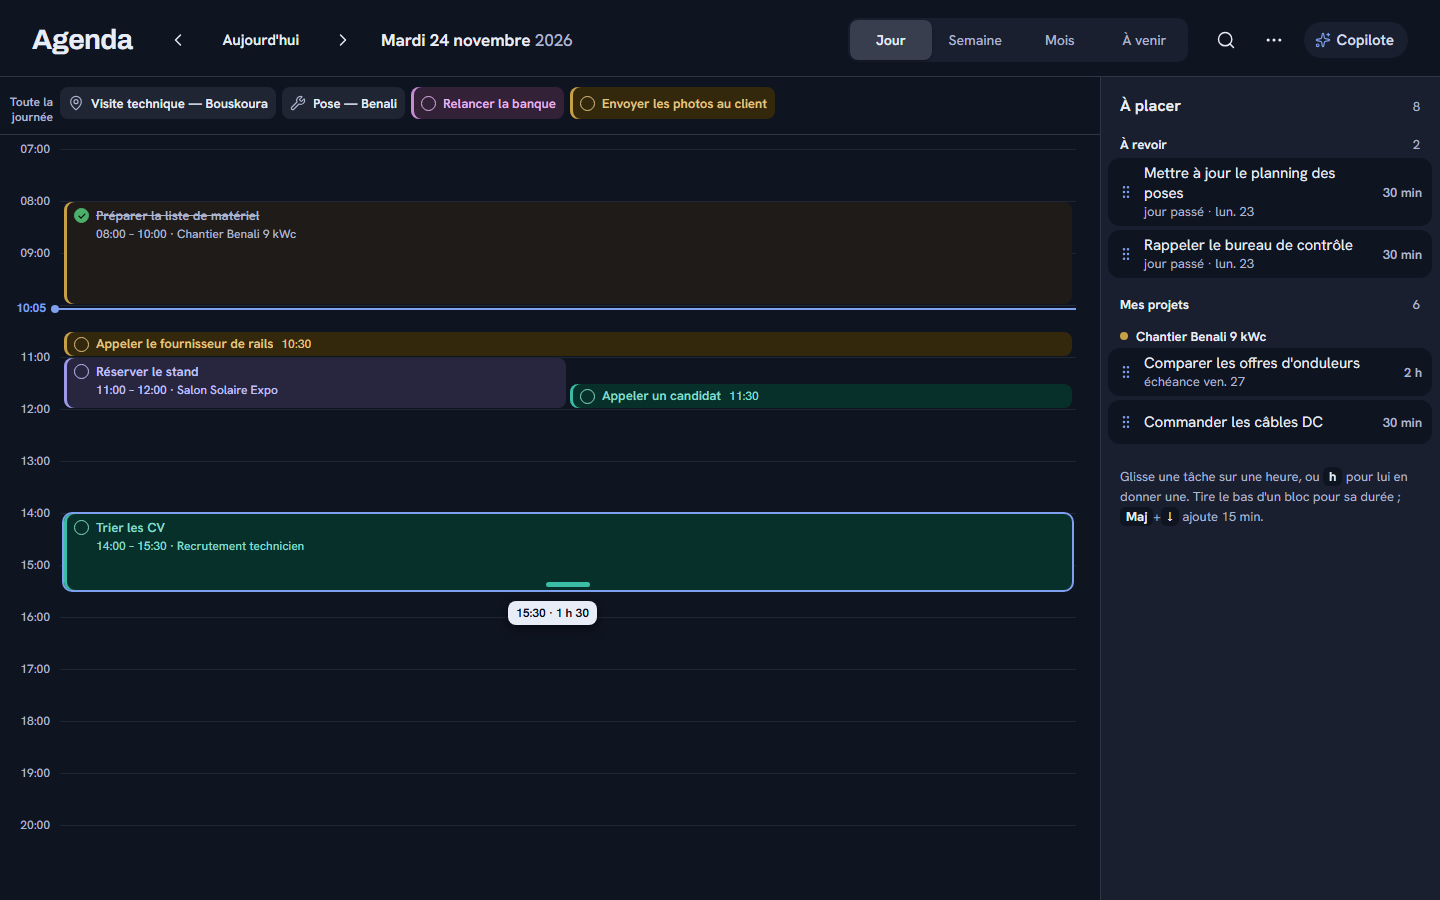 Agenda
Aujourd'hui
Mardi 24 novembre 2026
Jour
Semaine
Mois
À venir
Copilote
Toute la
journée
Visite technique — Bouskoura
Pose — Benali
Relancer la banque
Envoyer les photos au client
07:00
08:00
Préparer la liste de matériel
08:00 – 10:00 · Chantier Benali 9 kWc
09:00
10:05
Appeler le fournisseur de rails 10:30
11:00
Réserver le stand
11:00 – 12:00 · Salon Solaire Expo
Appeler un candidat 11:30
12:00
13:00
14:00
Trier les CV
14:00 – 15:30 · Recrutement technicien
15:00
15:30 · 1 h 30
16:00
17:00
18:00
19:00
20:00
À placer 8
À revoir 2
Mettre à jour le planning des
poses
30 min
jour passé · lun. 23
Rappeler le bureau de contrôle
30 min
jour passé · lun. 23
Mes projets 6
Chantier Benali 9 kWc
Comparer les offres d'onduleurs
2 h
échéance ven. 27
Commander les câbles DC 30 min
Glisse une tâche sur une heure, ou h pour lui en
donner une. Tire le bas d'un bloc pour sa durée ;
Maj + ↓ ajoute 15 min.